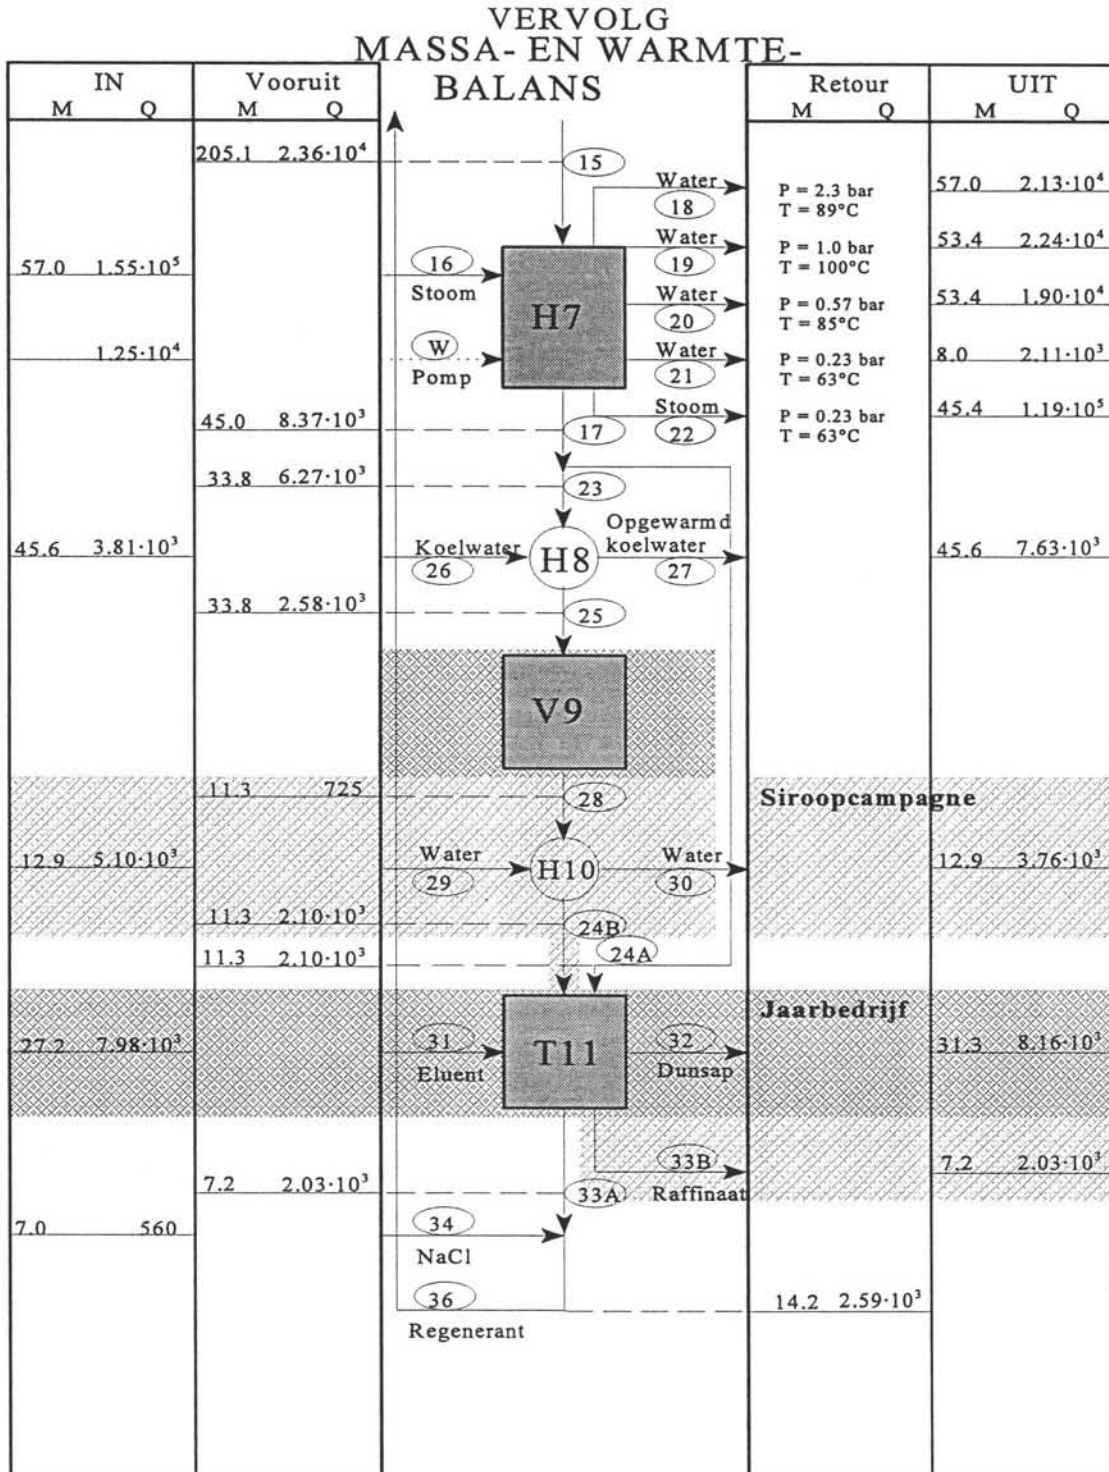 VERVOLG
MASSA- EN WARMTE-
BALANS
IN
M Q
Vooruit
M Q
Retour
M Q
UIT
M Q
205.1 2.36·10⁴
15
Water
18
P = 2.3 bar
T = 89°C
57.0 2.13·10⁴
57.0 1.55·10⁵
16
Stoom
H7
Water
19
P = 1.0 bar
T = 100°C
53.4 2.24·10⁴
Water
20
P = 0.57 bar
T = 85°C
53.4 1.90·10⁴
1.25·10⁴
W
Pomp
Water
21
P = 0.23 bar
T = 63°C
8.0 2.11·10³
45.0 8.37·10³
17
Stoom
22
P = 0.23 bar
T = 63°C
45.4 1.19·10⁵
33.8 6.27·10³
23
45.6 3.81·10³
Koelwater
26
H8
Opgewarmd
koelwater
27
45.6 7.63·10³
33.8 2.58·10³
25
V9
11.3 725
28
Siroopcampagne
12.9 5.10·10³
Water
29
H10
Water
30
12.9 3.76·10³
11.3 2.10·10³
24B
11.3 2.10·10³
24A
Jaarbedrijf
27.2 7.98·10³
31
Eluent
T11
32
Dunsap
31.3 8.16·10³
33B
Raffinaat
7.2 2.03·10³
7.2 2.03·10³
33A
7.0 560
34
NaCl
36
Regenerant
14.2 2.59·10³